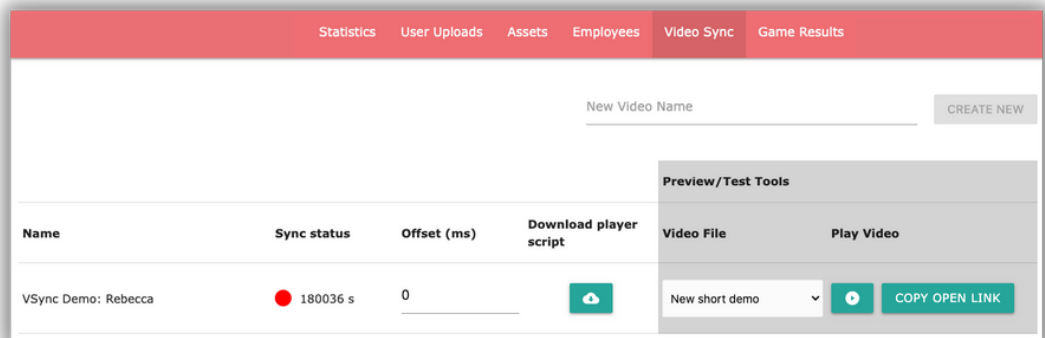 Statistics User Uploads Assets Employees Video Sync Game Results
New Video Name CREATE NEW
Preview/Test Tools
Name Sync status Offset (ms) Download player script Video File Play Video
VSync Demo: Rebecca 180036 s 0 New short demo COPY OPEN LINK